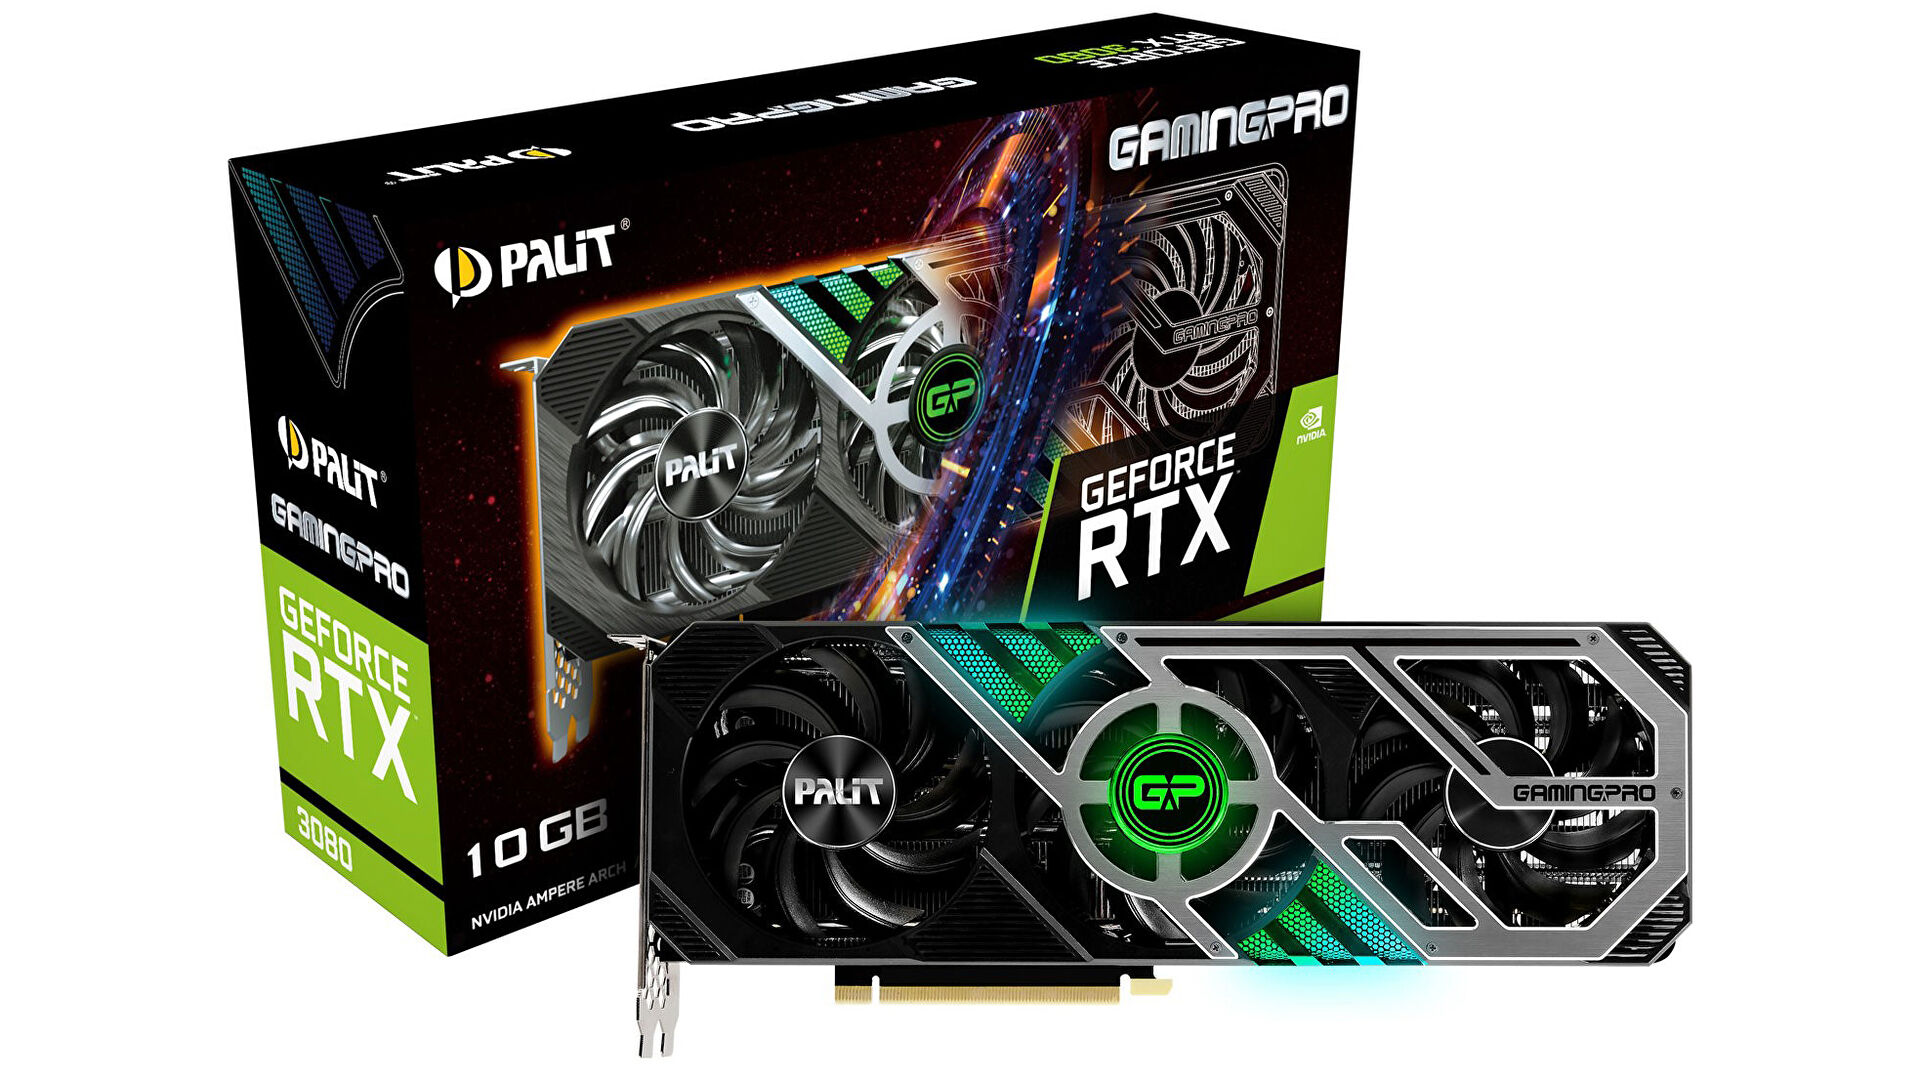 GEFORCE
RTX 3080
GAMINGPRO
PALIT®
GAMINGPRO
PALIT®
GAMINGPRO
GP
PALIT
NVIDIA
GEFORCE
RTX
PALIT®
GAMINGPRO
GEFORCE
RTX
3080
10 GB
NVIDIA AMPERE ARCH
PALIT
GP
GAMINGPRO